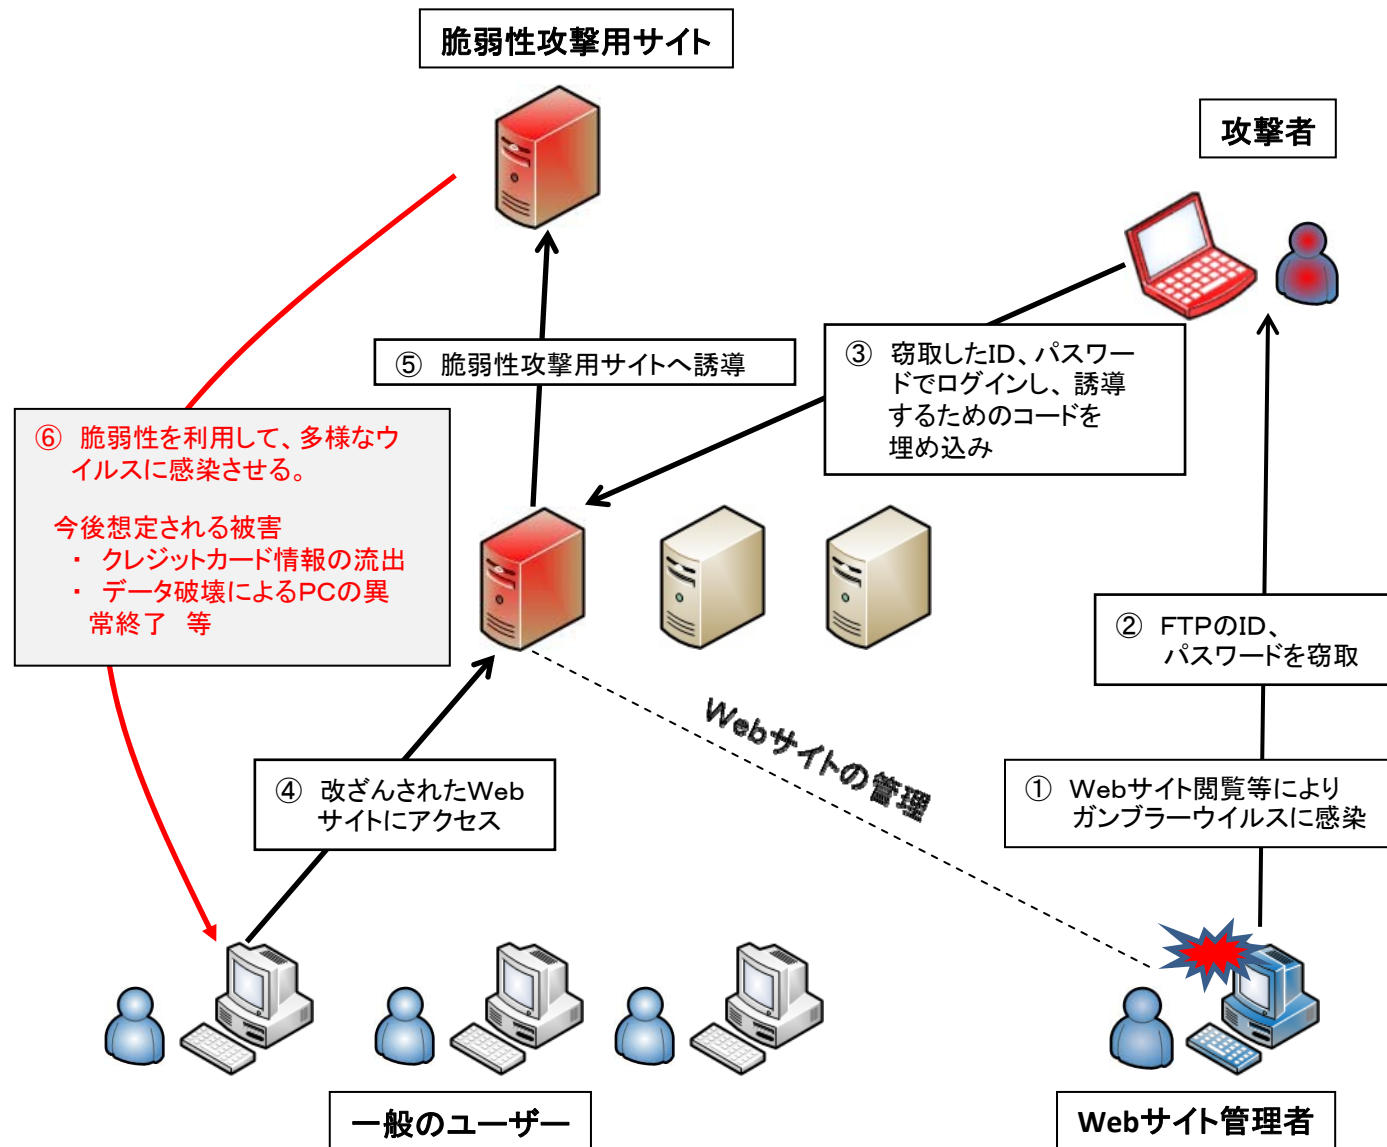 脆弱性攻撃用サイト
攻撃者
③ 窃取したID、パスワー
ドでログインし、誘導
するためのコードを
埋め込み
⑤ 脆弱性攻撃用サイトへ誘導
⑥ 脆弱性を利用して、多様なウ
イルスに感染させる。
今後想定される被害
・ クレジットカード情報の流出
・ データ破壊によるPCの異
常終了 等
② FTPのID、
パスワードを窃取
Webサイトの管理
④ 改ざんされたWeb
サイトにアクセス
① Webサイト閲覧等により
ガンブラーウイルスに感染
一般のユーザー
Webサイト管理者